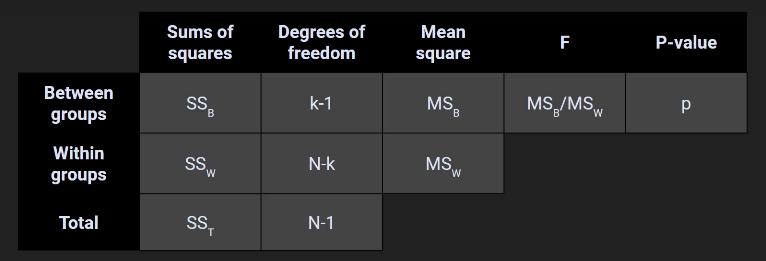 Sums of squares Degrees of freedom Mean square F P-value
Between groups SS_B k-1 MS_B MS_B/MS_W p
Within groups SS_W N-k MS_W
Total SS_T N-1